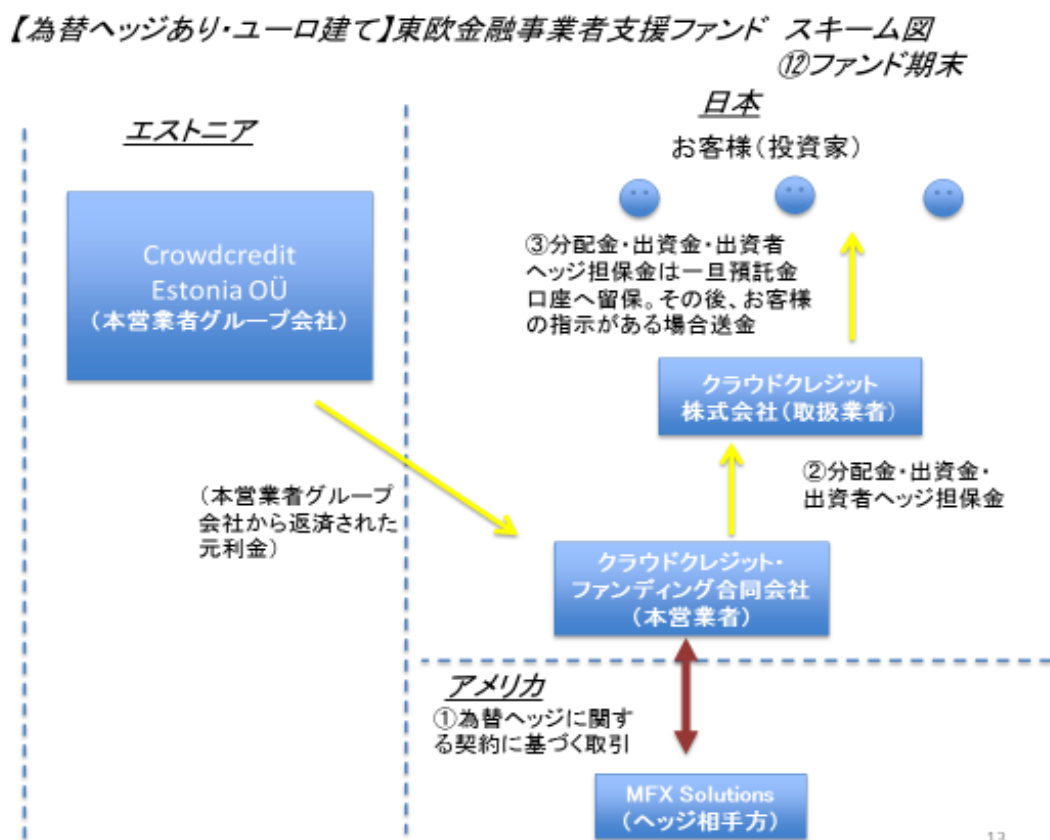 【為替ヘッジあり・ユーロ建て】東欧金融事業者支援ファンド スキーム図
⑫ファンド期末
エストニア
日本
お客様（投資家）
Crowdcredit
Estonia OÜ
（本営業者グループ会社）
③分配金・出資金・出資者
ヘッジ担保金は一旦預託金
口座へ留保。その後、お客様
の指示がある場合送金
クラウドクレジット
株式会社（取扱業者）
②分配金・出資金・
出資者ヘッジ担保金
（本営業者グループ
会社から返済された
元利金）
クラウドクレジット・
ファンディング合同会社
（本営業者）
アメリカ
①為替ヘッジに関す
る契約に基づく取引
MFX Solutions
（ヘッジ相手方）
13